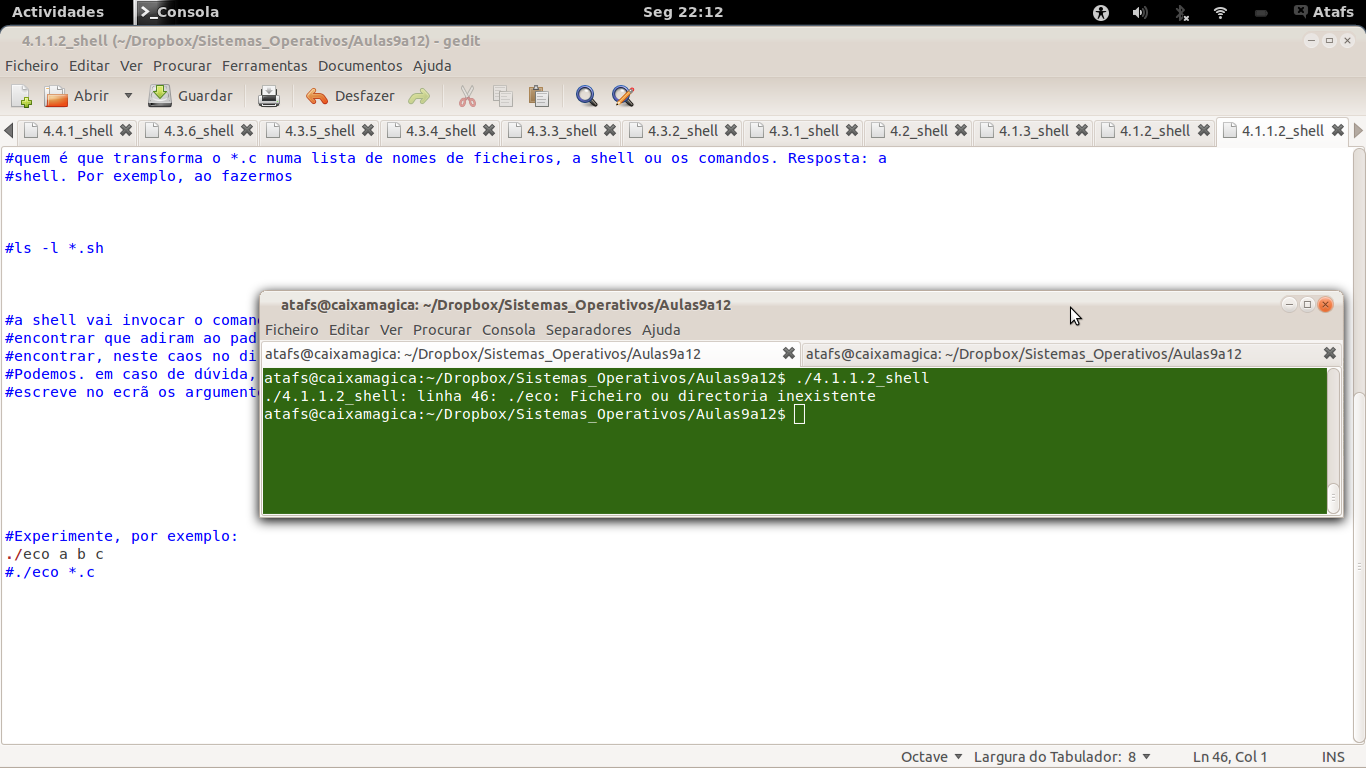 Actividades
>_Consola
Seg 22:12
Atafs
4.1.1.2_shell (~/Dropbox/Sistemas_Operativos/Aulas9a12) - gedit
Ficheiro Editar Ver Procurar Ferramentas Documentos Ajuda
Abrir Guardar Desfazer
4.4.1_shell 4.3.6_shell 4.3.5_shell 4.3.4_shell 4.3.3_shell 4.3.2_shell 4.3.1_shell 4.2_shell 4.1.3_shell 4.1.2_shell 4.1.1.2_shell
#quem é que transforma o *.c numa lista de nomes de ficheiros, a shell ou os comandos. Resposta: a
#shell. Por exemplo, ao fazermos
#ls -l *.sh
#a shell vai invocar o coman
#encontrar que adiram ao pad
#encontrar, neste caos no di
#Podemos. em caso de dúvida,
#escreve no ecrã os argument
atafs@caixamagica: ~/Dropbox/Sistemas_Operativos/Aulas9a12
Ficheiro Editar Ver Procurar Consola Separadores Ajuda
atafs@caixamagica: ~/Dropbox/Sistemas_Operativos/Aulas9a12 atafs@caixamagica: ~/Dropbox/Sistemas_Operativos/Aulas9a12
atafs@caixamagica:~/Dropbox/Sistemas_Operativos/Aulas9a12$ ./4.1.1.2_shell
./4.1.1.2_shell: linha 46: ./eco: Ficheiro ou directoria inexistente
atafs@caixamagica:~/Dropbox/Sistemas_Operativos/Aulas9a12$
#Experimente, por exemplo:
./eco a b c
#./eco *.c
Octave Largura do Tabulador: 8 Ln 46, Col 1 INS